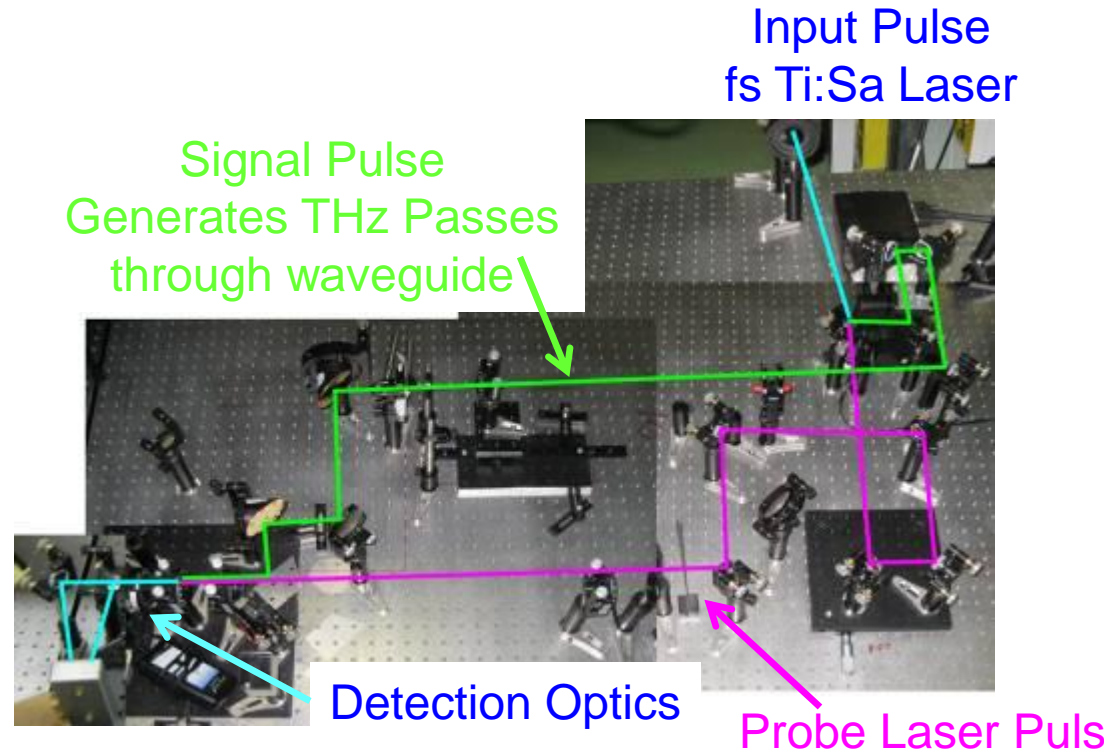 Input Pulse
fs Ti:Sa Laser
Signal Pulse
Generates THz Passes
through waveguide
Detection Optics
Probe Laser Puls